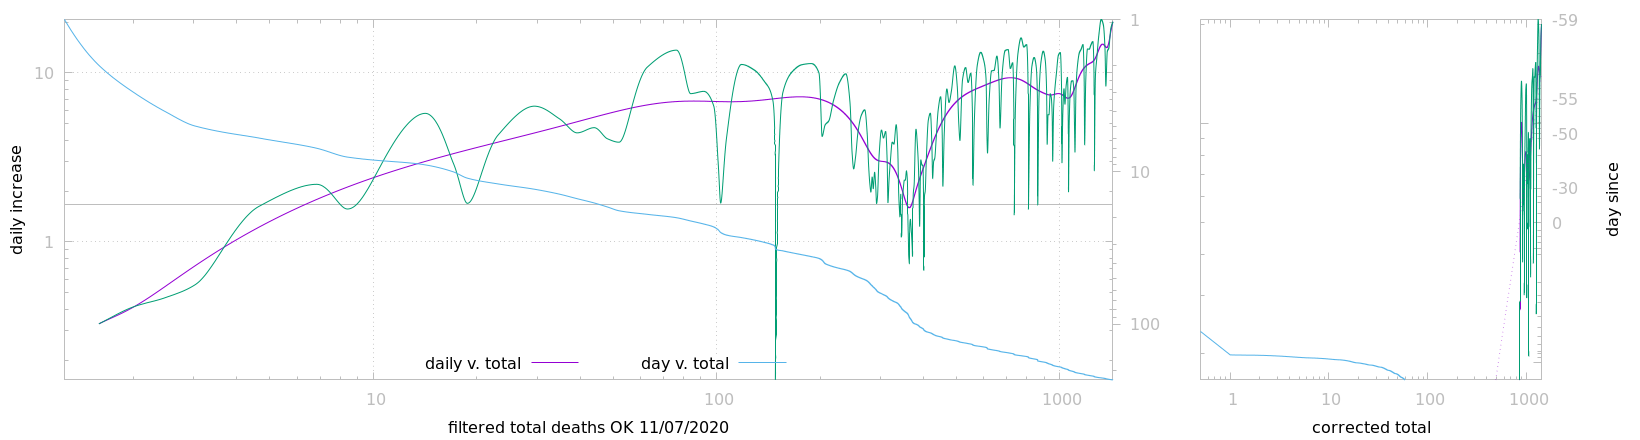 1
-59
10
-55
-50
daily increase
10
-30
day since
0
1
100
daily v. total
day v. total
10
100
1000
1
10
100
1000
filtered total deaths OK 11/07/2020
corrected total